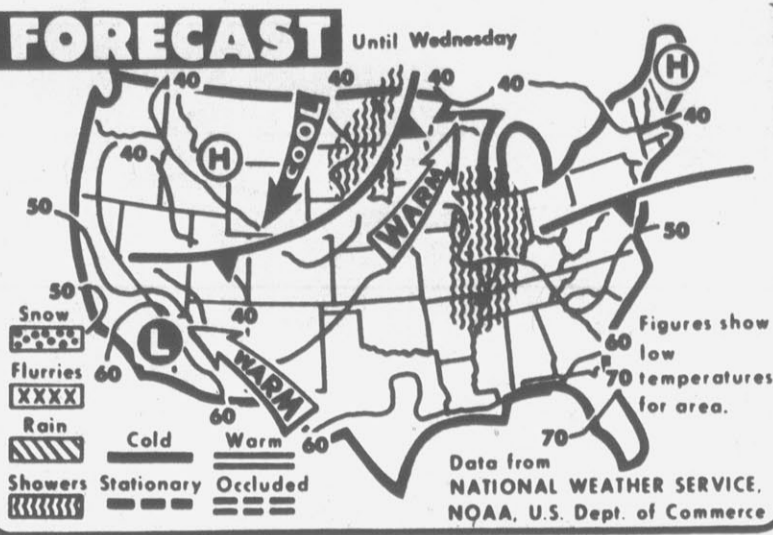 FORECAST Until Wednesday
40
40
40
40
40
40
40
H
H
COOL
WARM
50
50
50
40
Snow
Flurries
Rain
Showers
L
WARM
60
60
60
60
70
70
Cold
Warm
Stationary
Occluded
Figures show
low
temperatures
for area.
Data from
NATIONAL WEATHER SERVICE,
NOAA, U.S. Dept. of Commerce